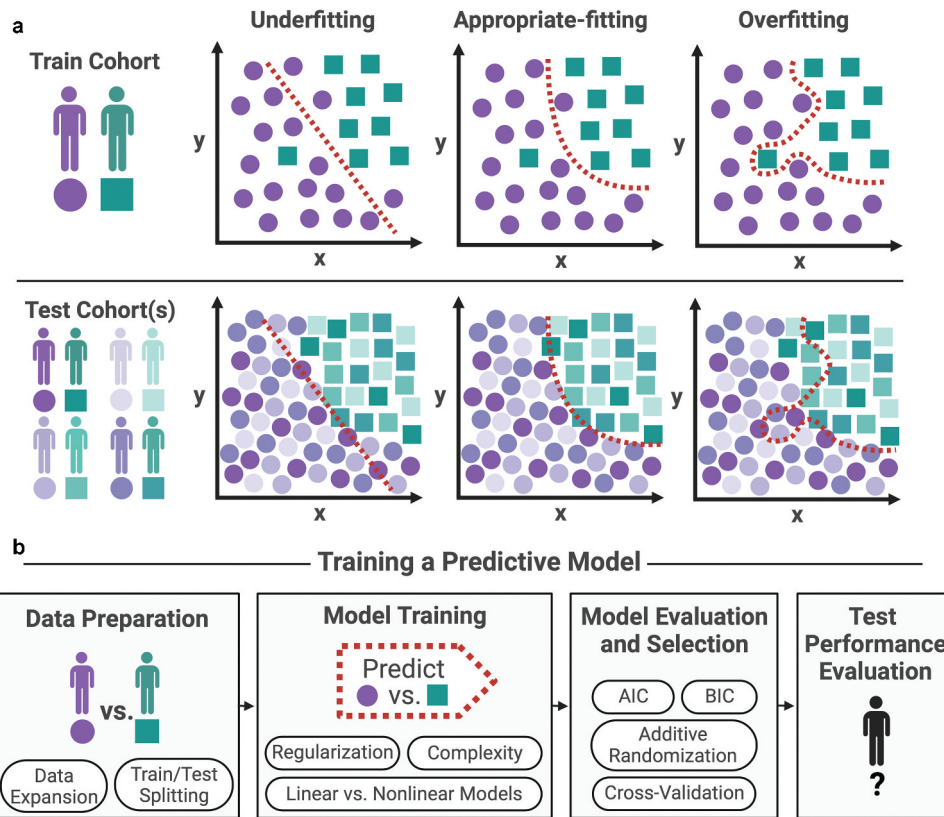 a
Underfitting
Appropriate-fitting
Overfitting
Train Cohort
y
x
y
x
y
x
Test Cohort(s)
y
x
y
x
y
x
b
Training a Predictive Model
Data Preparation
vs.
Data
Expansion
Train/Test
Splitting
Model Training
Predict
vs.
Regularization
Complexity
Linear vs. Nonlinear Models
Model Evaluation
and Selection
AIC
BIC
Additive
Randomization
Cross-Validation
Test
Performance
Evaluation
?